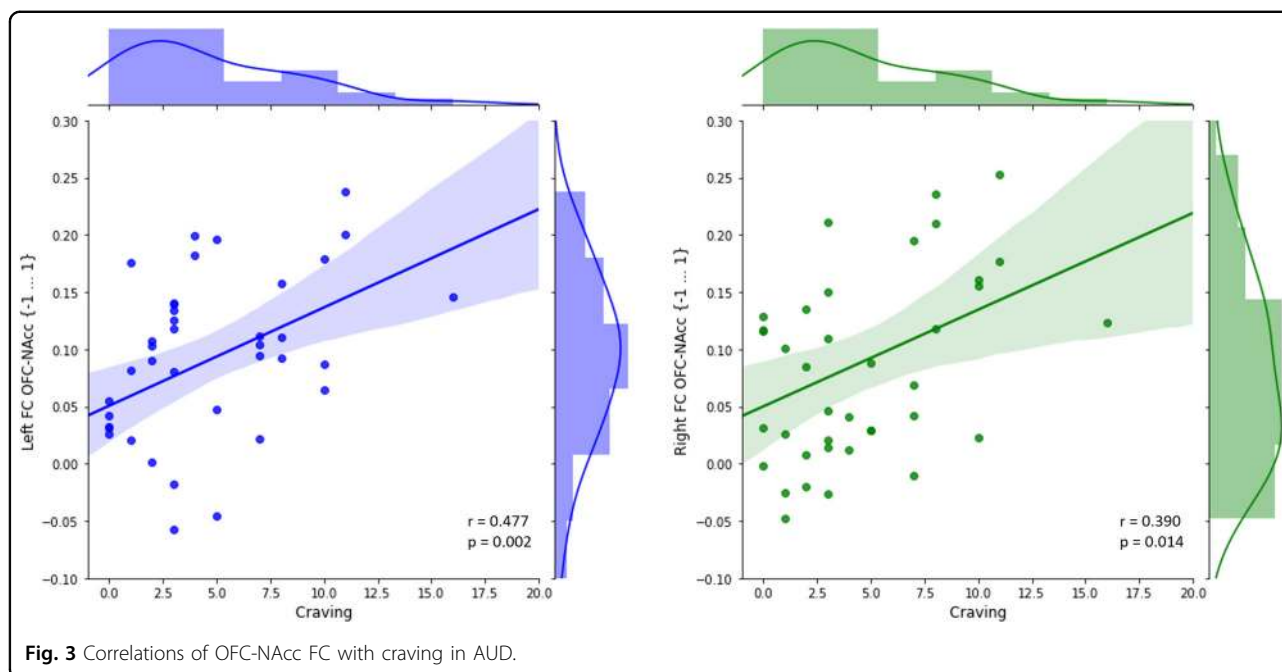 0.30
0.25
0.20
0.15
0.10
0.05
0.00
−0.05
−0.10
Left FC OFC-NAcc {-1 ... 1}
r = 0.477
p = 0.002
0.0 2.5 5.0 7.5 10.0 12.5 15.0 17.5 20.0
Craving
0.30
0.25
0.20
0.15
0.10
0.05
0.00
−0.05
−0.10
Right FC OFC-NAcc {-1 ... 1}
r = 0.390
p = 0.014
0.0 2.5 5.0 7.5 10.0 12.5 15.0 17.5 20.0
Craving
Fig. 3 Correlations of OFC-NAcc FC with craving in AUD.